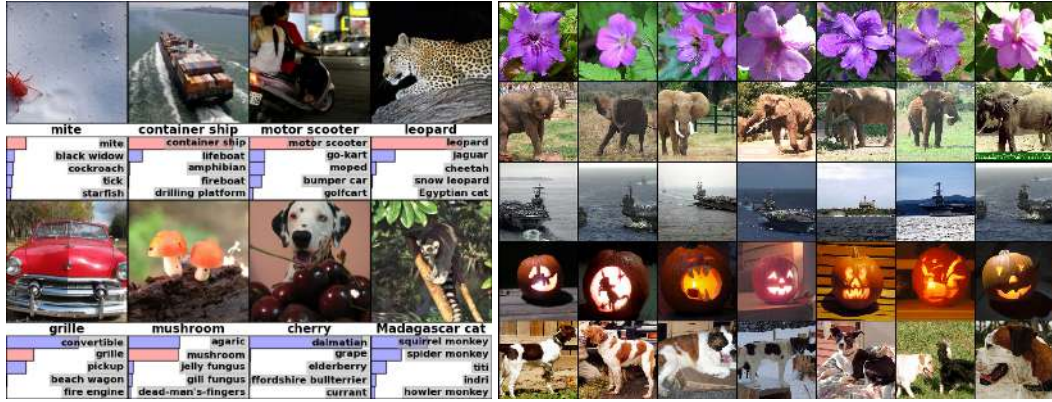 mite container ship motor scooter leopard
mite container ship motor scooter leopard
black widow lifeboat go-kart jaguar
cockroach amphibian moped cheetah
tick fireboat bumper car snow leopard
starfish drilling platform golfcart Egyptian cat
grille mushroom cherry Madagascar cat
convertible agaric dalmatian squirrel monkey
grille mushroom grape spider monkey
pickup jelly fungus elderberry titi
beach wagon gill fungus ffordshire bullterrier indri
fire engine dead-man's-fingers currant howler monkey